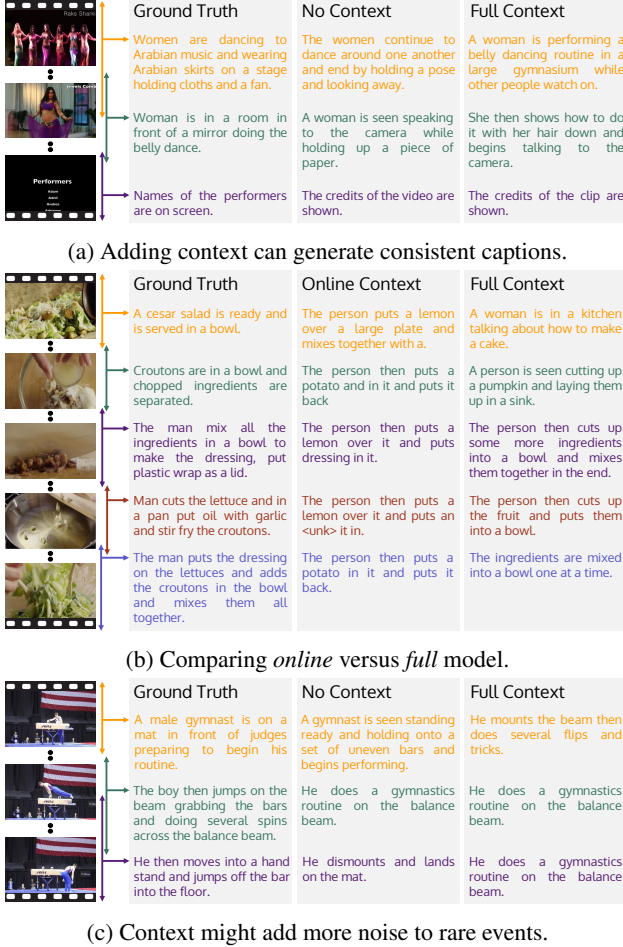 Ground Truth
No Context
Full Context
Women are dancing to
Arabian music and wearing
Arabian skirts on a stage
holding cloths and a fan.
The women continue to
dance around one another
and end by holding a pose
and looking away.
A woman is performing a
belly dancing routine in a
large gymnasium while
other people watch on.
Woman is in a room in
front of a mirror doing the
belly dance.
A woman is seen speaking
to the camera while
holding up a piece of
paper.
She then shows how to do
it with her hair down and
begins talking to the
camera.
Performers
Names of the performers
are on screen.
The credits of the video are
shown.
The credits of the clip are
shown.
(a) Adding context can generate consistent captions.
Ground Truth
Online Context
Full Context
A cesar salad is ready and
is served in a bowl.
The person puts a lemon
over a large plate and
mixes together with a.
A woman is in a kitchen
talking about how to make
a cake.
Croutons are in a bowl and
chopped ingredients are
separated.
The person then puts a
potato and in it and puts it
back
A person is seen cutting up
a pumpkin and laying them
up in a sink.
The man mix all the
ingredients in a bowl to
make the dressing, put
plastic wrap as a lid.
The person then puts a
lemon over it and puts
dressing in it.
The person then cuts up
some more ingredients
into a bowl and mixes
them together in the end.
Man cuts the lettuce and in
a pan put oil with garlic
and stir fry the croutons.
The person then puts a
lemon over it and puts an
<unk> it in.
The person then cuts up
the fruit and puts them
into a bowl.
The man puts the dressing
on the lettuces and adds
the croutons in the bowl
and mixes them all
together.
The person then puts a
potato in it and puts it
back.
The ingredients are mixed
into a bowl one at a time.
(b) Comparing online versus full model.
Ground Truth
No Context
Full Context
A male gymnast is on a
mat in front of judges
preparing to begin his
routine.
A gymnast is seen standing
ready and holding onto a
set of uneven bars and
begins performing.
He mounts the beam then
does several flips and
tricks.
The boy then jumps on the
beam grabbing the bars
and doing several spins
across the balance beam.
He does a gymnastics
routine on the balance
beam.
He does a gymnastics
routine on the balance
beam.
He then moves into a hand
stand and jumps off the bar
into the floor.
He dismounts and lands
on the mat.
He does a gymnastics
routine on the balance
beam.
(c) Context might add more noise to rare events.